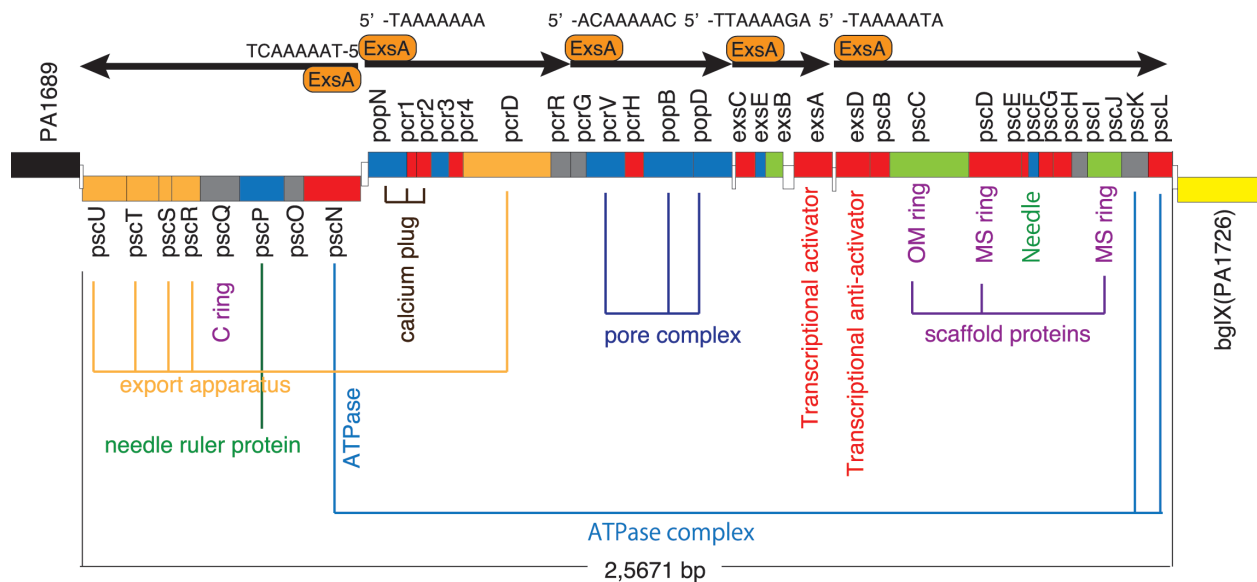 5' -TAAAAAAA
5' -ACAAAAAC
5' -TTAAAAGA
5' -TAAAAATA
TCAAAAAT-5
ExsA
ExsA
ExsA
ExsA
ExsA
PA1689
popN
pcr1
pcr2
pcr3
pcr4
pcrD
pcrR
pcrG
pcrV
pcrH
popB
popD
exsC
exsE
exsB
exsA
exsD
pscB
pscC
pscD
pscE
pscF
pscG
pscH
pscI
pscJ
pscK
pscL
pscU
pscT
pscS
pscR
pscQ
pscP
pscO
pscN
bglX(PA1726)
C ring
calcium plug
pore complex
Transcriptional activator
Transcriptional anti-activator
OM ring
MS ring
Needle
MS ring
scaffold proteins
export apparatus
needle ruler protein
ATPase
ATPase complex
2,5671 bp